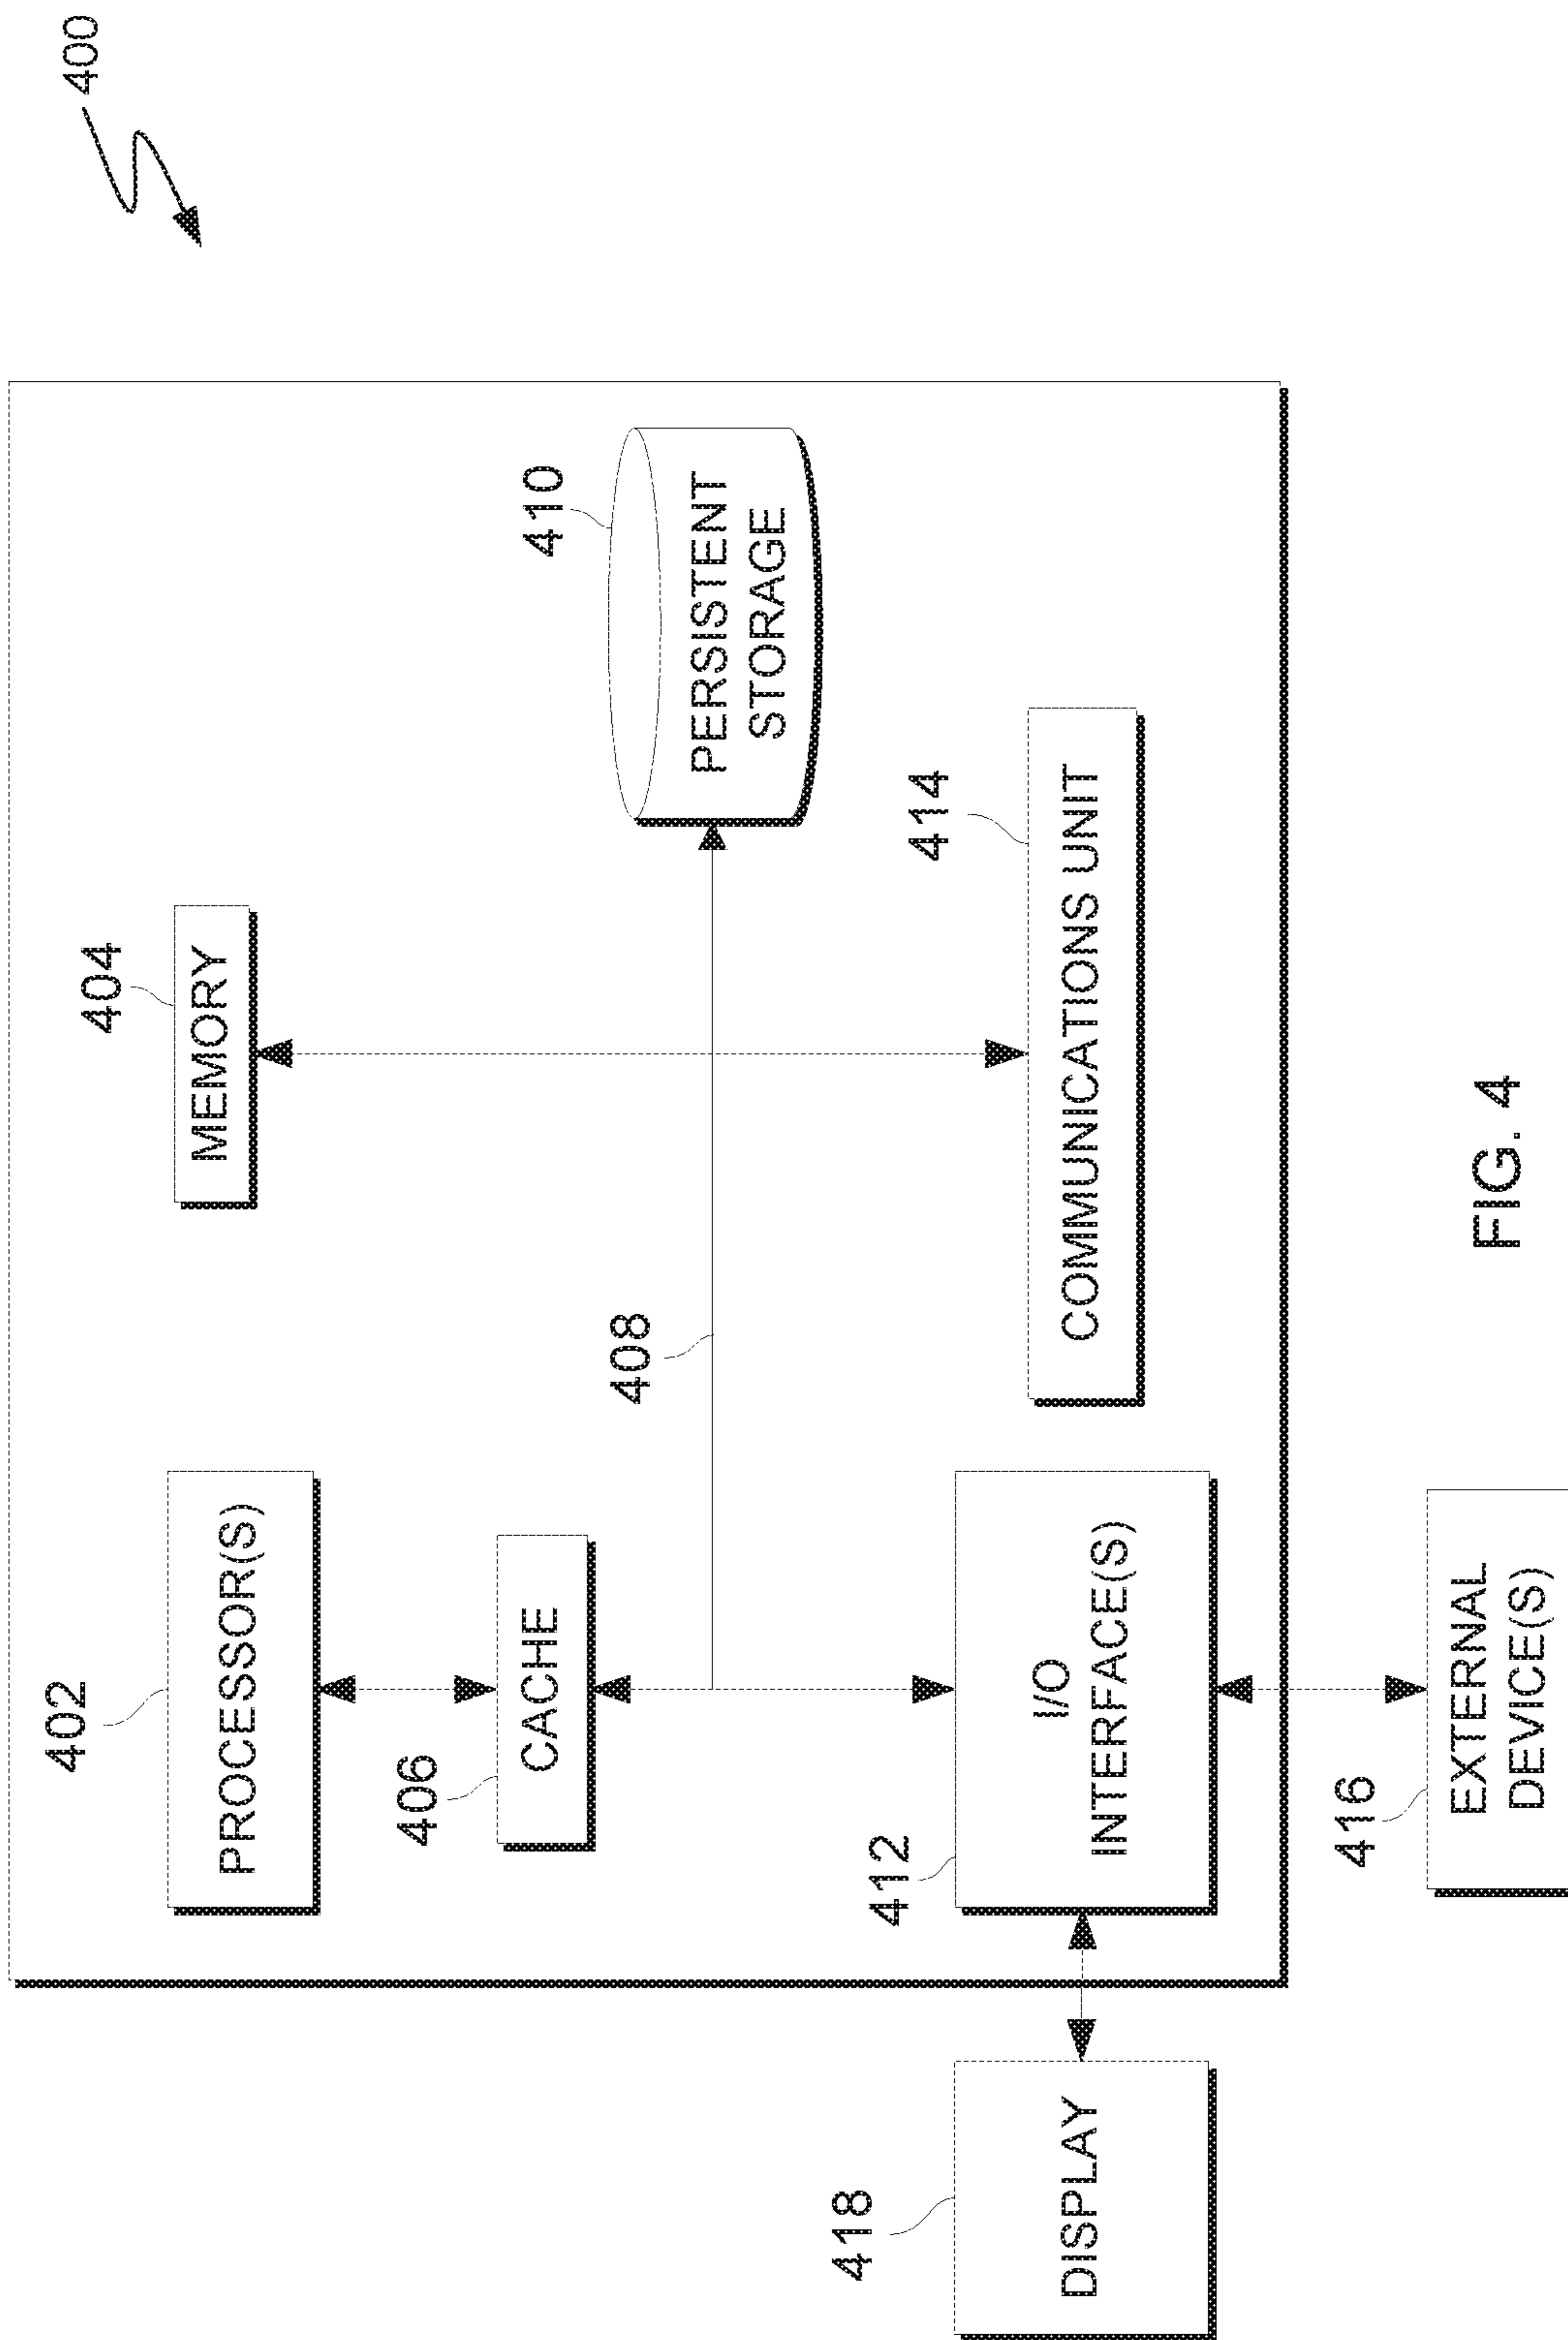 400
402
PROCESSOR(S)
404
MEMORY
406
CACHE
408
410
PERSISTENT
STORAGE
412
I/O
INTERFACE(S)
414
COMMUNICATIONS UNIT
418
DISPLAY
416
EXTERNAL
DEVICE(S)
FIG. 4